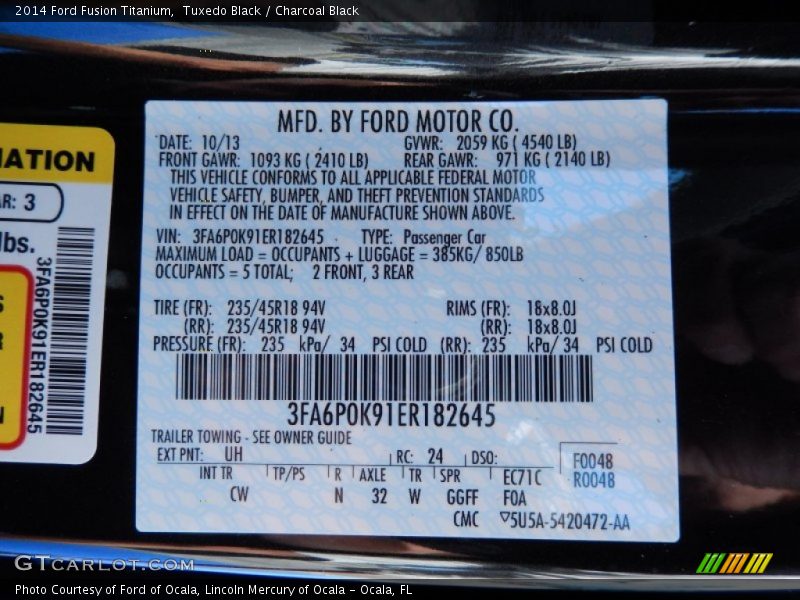 2014 Ford Fusion Titanium, Tuxedo Black / Charcoal Black
MFD. BY FORD MOTOR CO.
DATE: 10/13 GVWR: 2059 KG ( 4540 LB)
FRONT GAWR: 1093 KG ( 2410 LB) REAR GAWR: 971 KG ( 2140 LB)
THIS VEHICLE CONFORMS TO ALL APPLICABLE FEDERAL MOTOR
VEHICLE SAFETY, BUMPER, AND THEFT PREVENTION STANDARDS
IN EFFECT ON THE DATE OF MANUFACTURE SHOWN ABOVE.
VIN: 3FA6P0K91ER182645 TYPE: Passenger Car
MAXIMUM LOAD = OCCUPANTS + LUGGAGE = 385KG/ 850LB
OCCUPANTS = 5 TOTAL; 2 FRONT, 3 REAR
TIRE (FR): 235/45R18 94V RIMS (FR): 18x8.0J
(RR): 235/45R18 94V (RR): 18x8.0J
PRESSURE (FR): 235 kPa/ 34 PSI COLD (RR): 235 kPa/ 34 PSI COLD
3FA6P0K91ER182645
TRAILER TOWING - SEE OWNER GUIDE
EXT PNT: UH RC: 24 DSO: F0048
R0048
INT TR TP/PS R AXLE TR SPR EC71C
CW N 32 W GGFF F0A
CMC ▽5U5A-5420472-AA
MATION
AR: 3
lbs.
S
R
N
3FA6P0K91ER182645
GTCARLOT.COM
Photo Courtesy of Ford of Ocala, Lincoln Mercury of Ocala – Ocala, FL